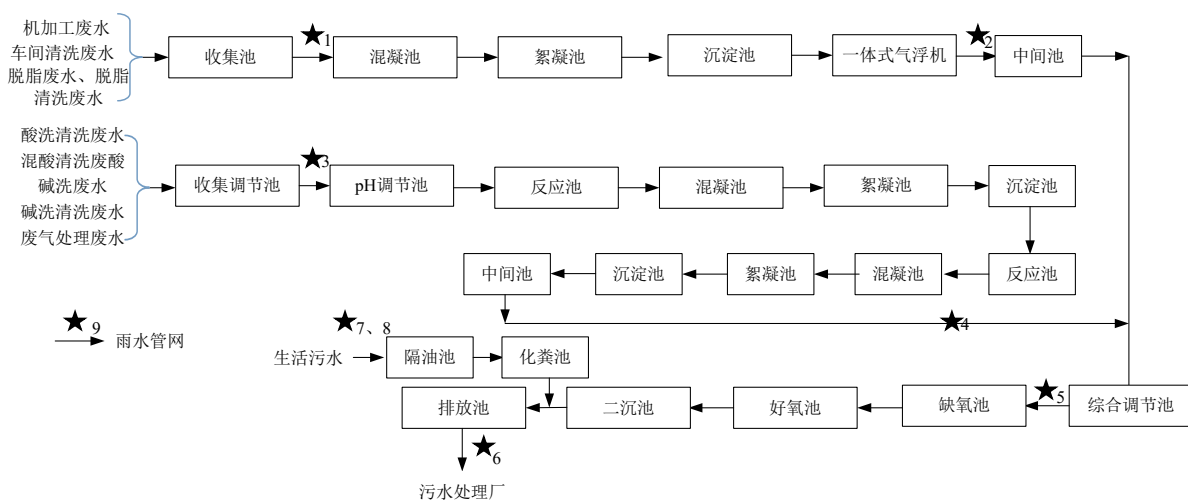 机加工废水
车间清洗废水
脱脂废水、脱脂
清洗废水
收集池
★1
混凝池
絮凝池
沉淀池
一体式气浮机
★2
中间池
酸洗清洗废水
混酸清洗废酸
碱洗废水
碱洗清洗废水
废气处理废水
收集调节池
★3
pH调节池
反应池
混凝池
絮凝池
沉淀池
中间池
沉淀池
絮凝池
混凝池
反应池
★4
★9
雨水管网
★7、8
生活污水
隔油池
化粪池
排放池
二沉池
好氧池
缺氧池
★5
综合调节池
★6
污水处理厂